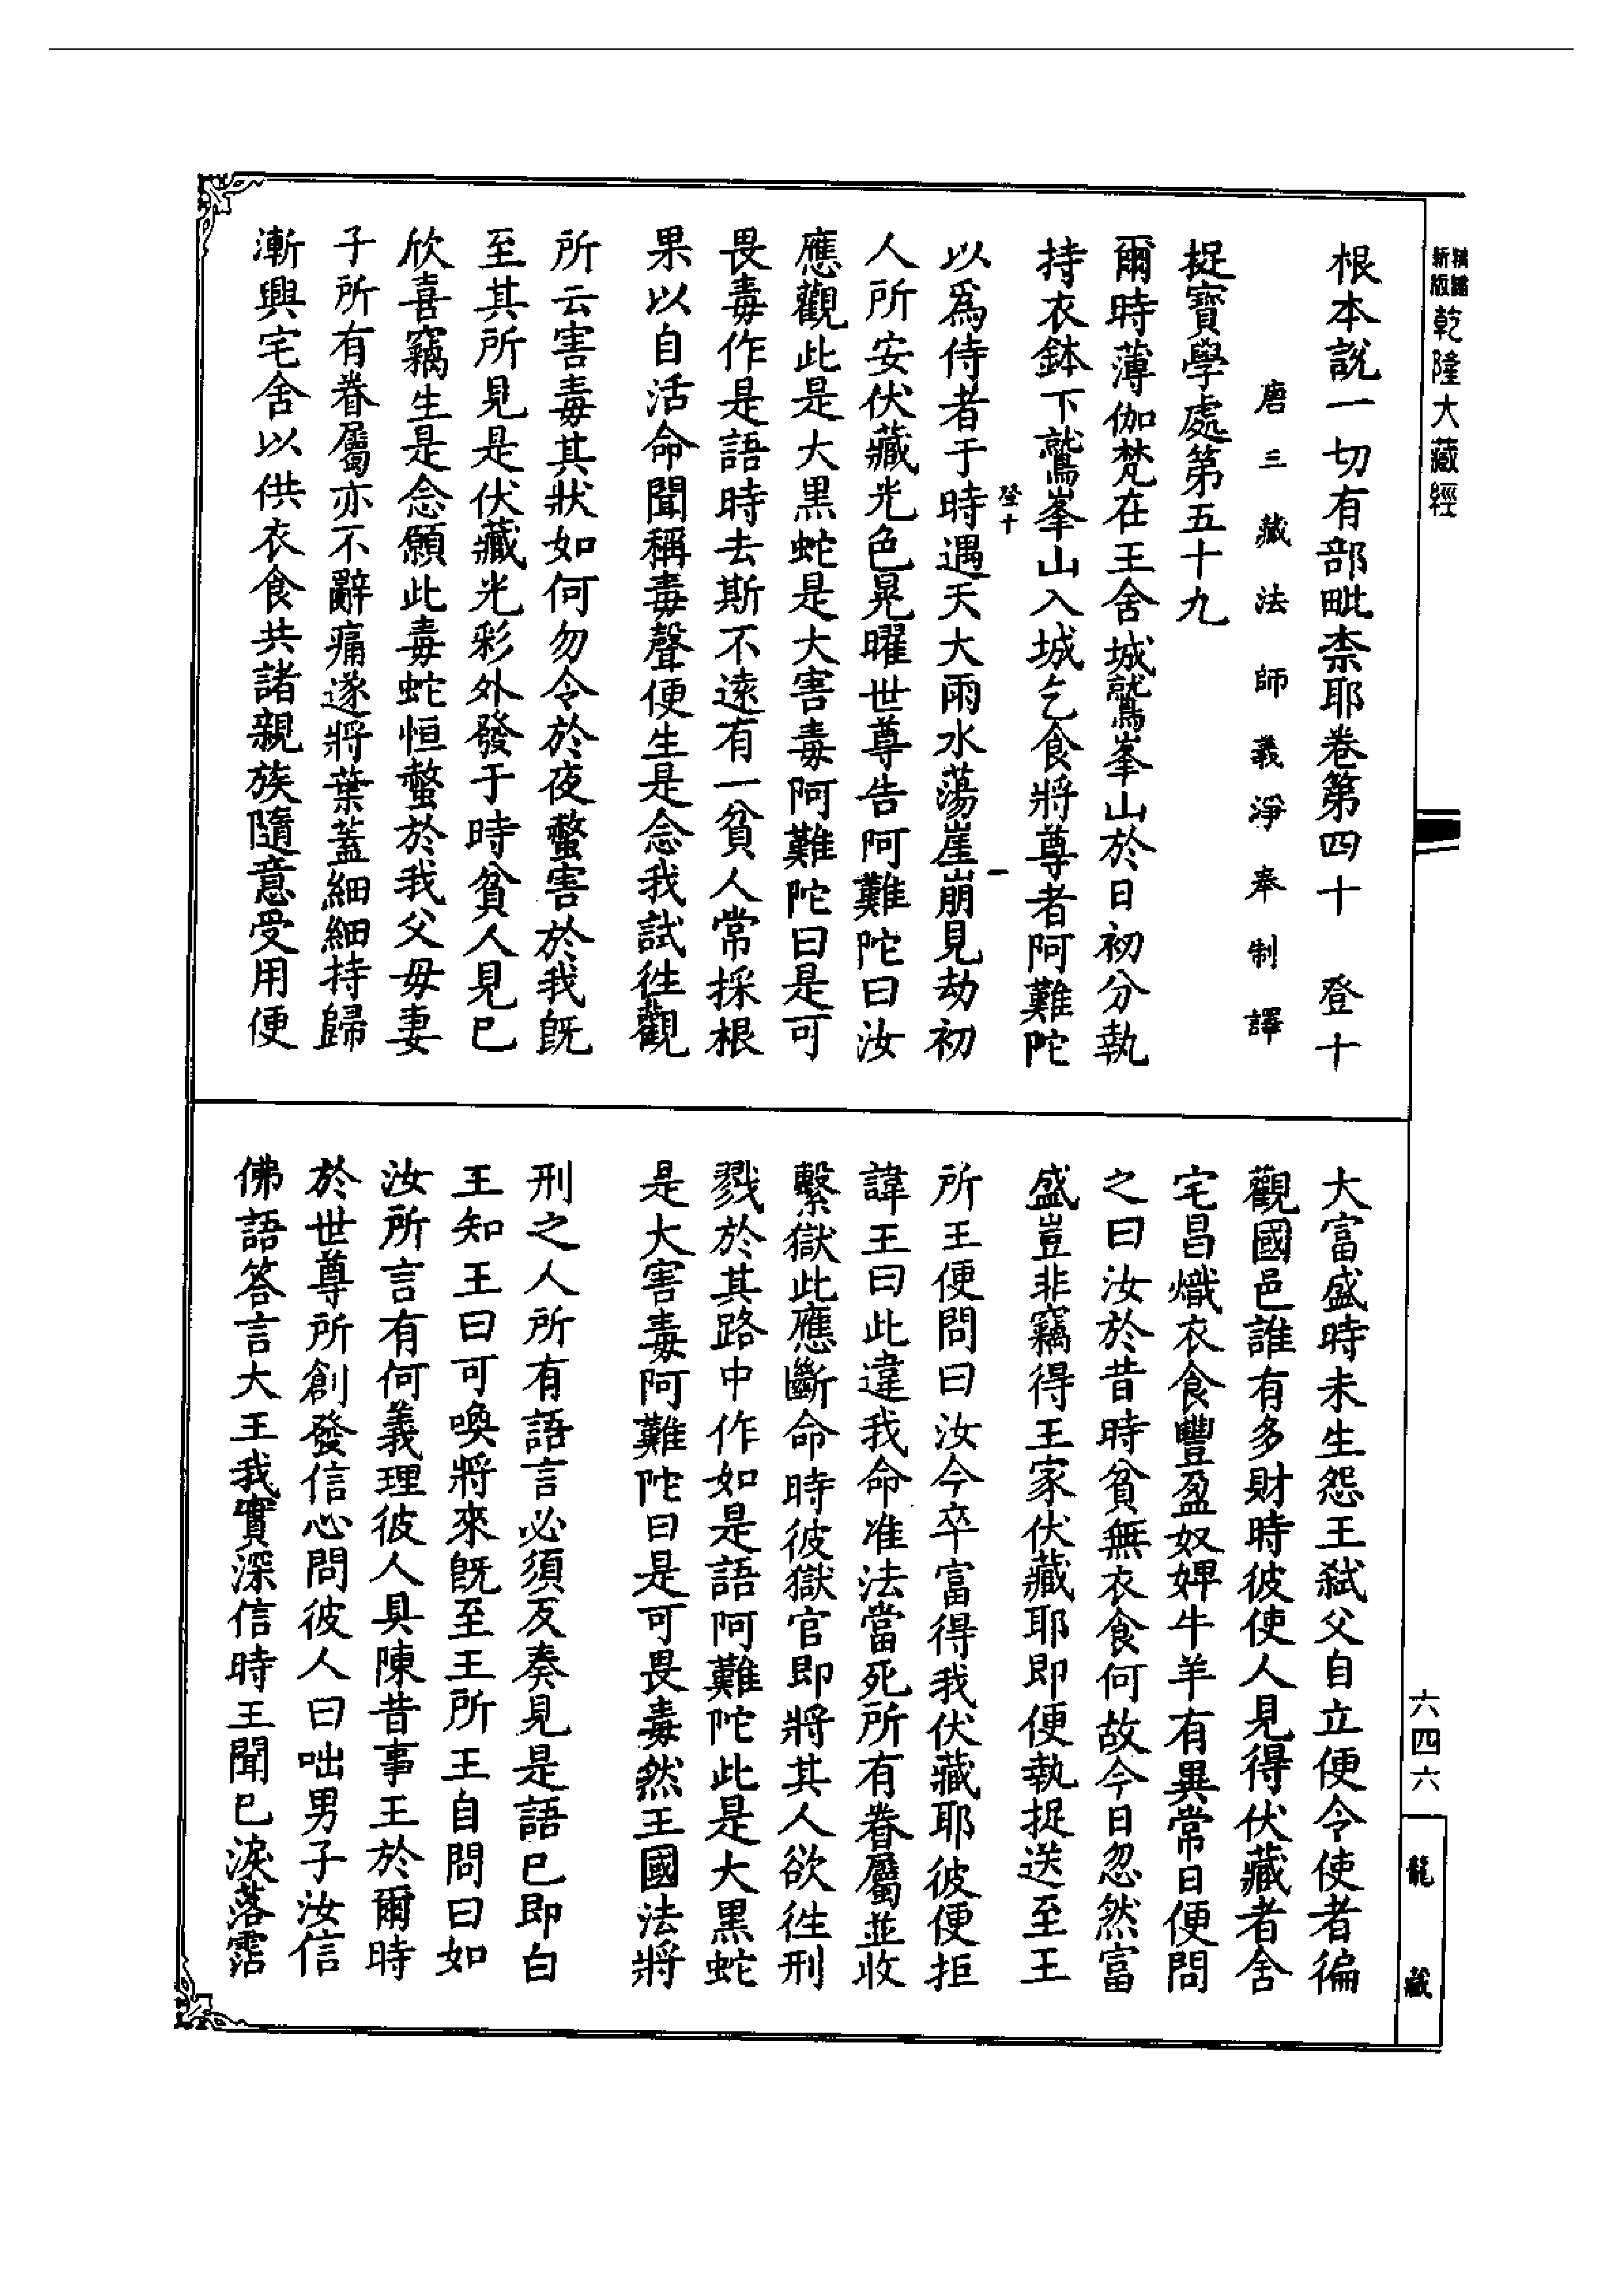 新版
精縮
乾隆大藏經
根本説一切有部毗柰耶卷第四十　登十
唐三藏法師義淨奉制譯
捉寶學處第五十九
爾時薄伽梵在王舍城鷲峯山於日初分執
持衣鉢下鷲峯山入城乞食將尊者阿難陀
登十
一
以為侍者于時遇天大雨水蕩崖崩見劫初
人所安伏藏光色晃曜世尊告阿難陀曰汝
應觀此是大黒蛇是大害毒阿難陀曰是可
畏毒作是語時去斯不遠有一貧人常採根
果以自活命聞稱毒聲便生是念我試徃觀
所云害毒其狀如何勿令於夜螫害於我旣
至其所見是伏藏光彩外發于時貧人見已
欣喜竊生是念願此毒蛇恒螫於我父母妻
子所有眷屬亦不辭痛遂將葉蓋細細持歸
漸興宅舍以供衣食共諸親族隨意受用便
大富盛時未生怨王弑父自立便令使者徧
觀國邑誰有多財時彼使人見得伏藏者舍
宅昌熾衣食豐盈奴婢牛羊有異常日便問
之曰汝於昔時貧無衣食何故今日忽然富
盛豈非竊得王家伏藏耶即便執捉送至王
所王便問曰汝今卒富得我伏藏耶彼便拒
諱王曰此違我命准法當死所有眷屬並收
繫獄此應斷命時彼獄官即將其人欲徃刑
戮於其路中作如是語阿難陀此是大黒蛇
是大害毒阿難陀曰是可畏毒然王國法將
刑之人所有語言必須反奏見是語已即白
王知王曰可喚將來旣至王所王自問曰如
汝所言有何義理彼人具陳昔事王於爾時
於世尊所創發信心問彼人曰咄男子汝信
佛語答言大王我實深信時王聞已淚落霑
六四六
龍藏